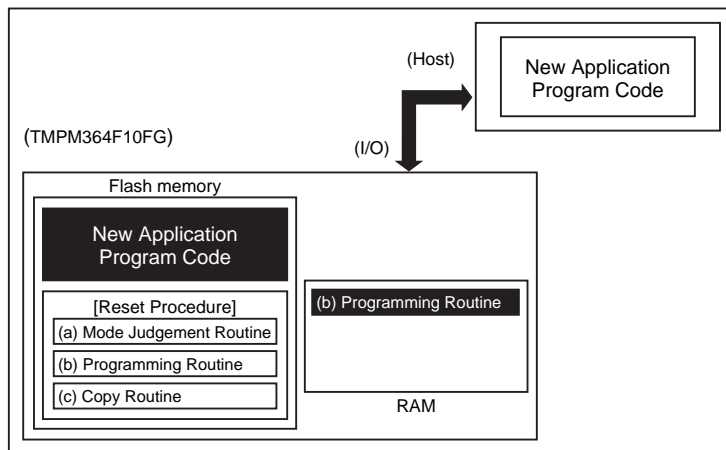 (Host)
New Application
Program Code
(TMPM364F10FG)
(I/O)
Flash memory
New Application
Program Code
[Reset Procedure]
(a) Mode Judgement Routine
(b) Programming Routine
(c) Copy Routine
(b) Programming Routine
RAM